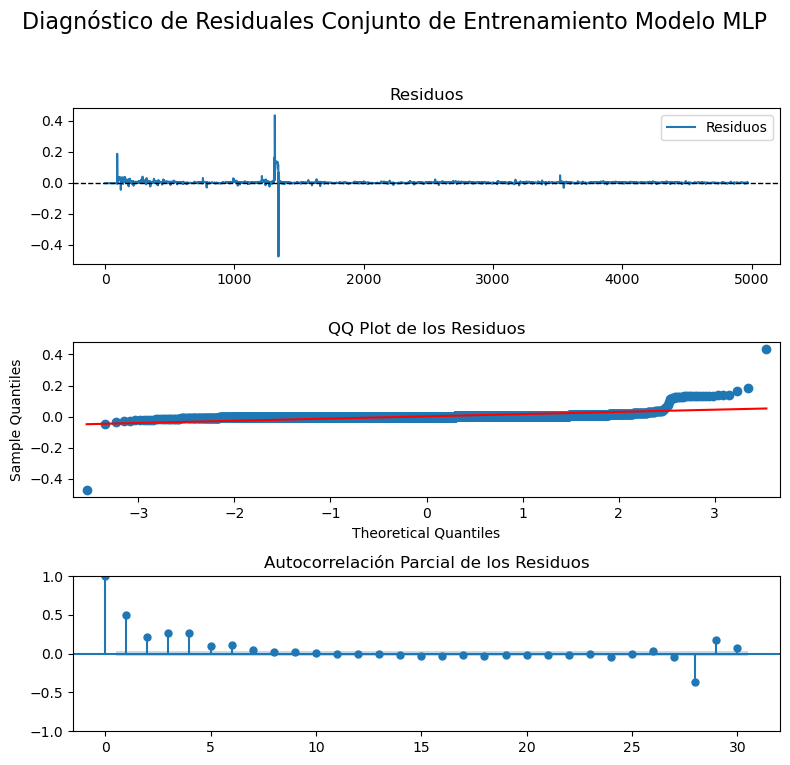 Diagnóstico de Residuales Conjunto de Entrenamiento Modelo MLP
Residuos
0.4
0.2
0.0
−0.2
−0.4
Residuos
0 1000 2000 3000 4000 5000
QQ Plot de los Residuos
Sample Quantiles
0.4
0.2
0.0
−0.2
−0.4
−3 −2 −1 0 1 2 3
Theoretical Quantiles
Autocorrelación Parcial de los Residuos
1.0
0.5
0.0
−0.5
−1.0
0 5 10 15 20 25 30